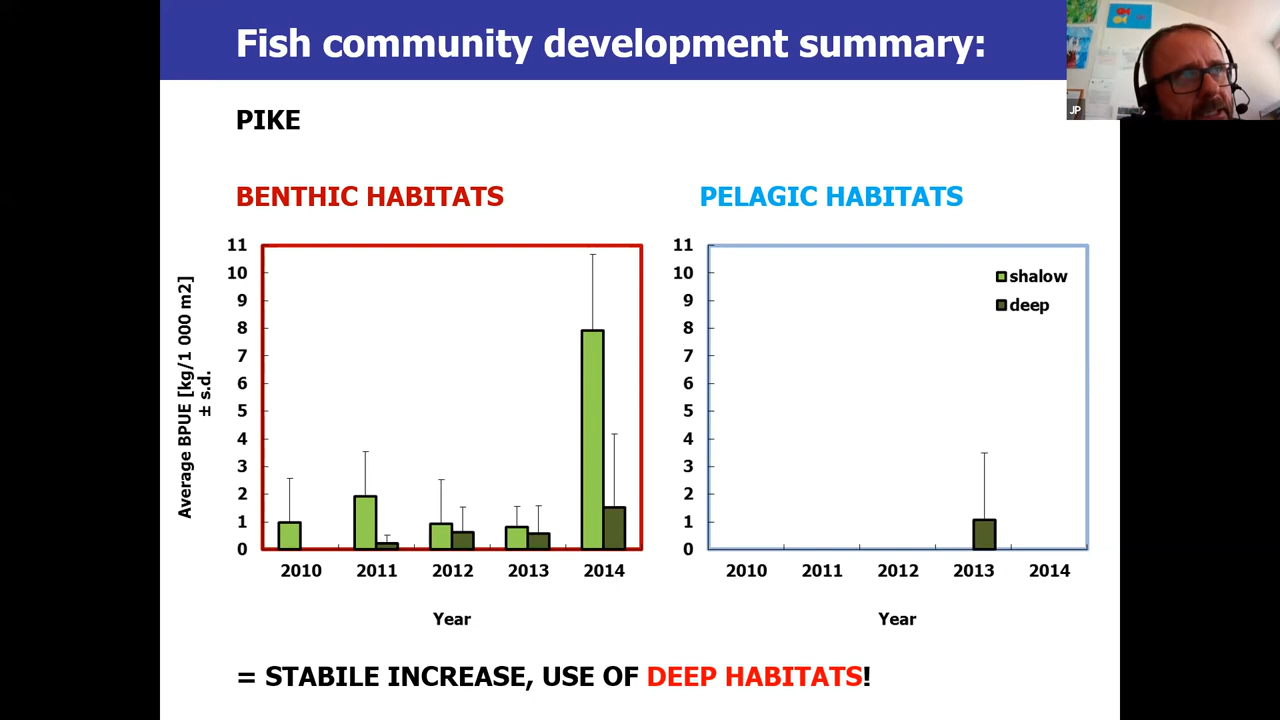 Fish community development summary:
JP
PIKE
BENTHIC HABITATS
PELAGIC HABITATS
Average BPUE [kg/1 000 m2]
± s.d.
11
10
9
8
7
6
5
4
3
2
1
0
2010 2011 2012 2013 2014
Year
11
10
9
8
7
6
5
4
3
2
1
0
shalow
deep
2010 2011 2012 2013 2014
Year
= STABILE INCREASE, USE OF DEEP HABITATS!